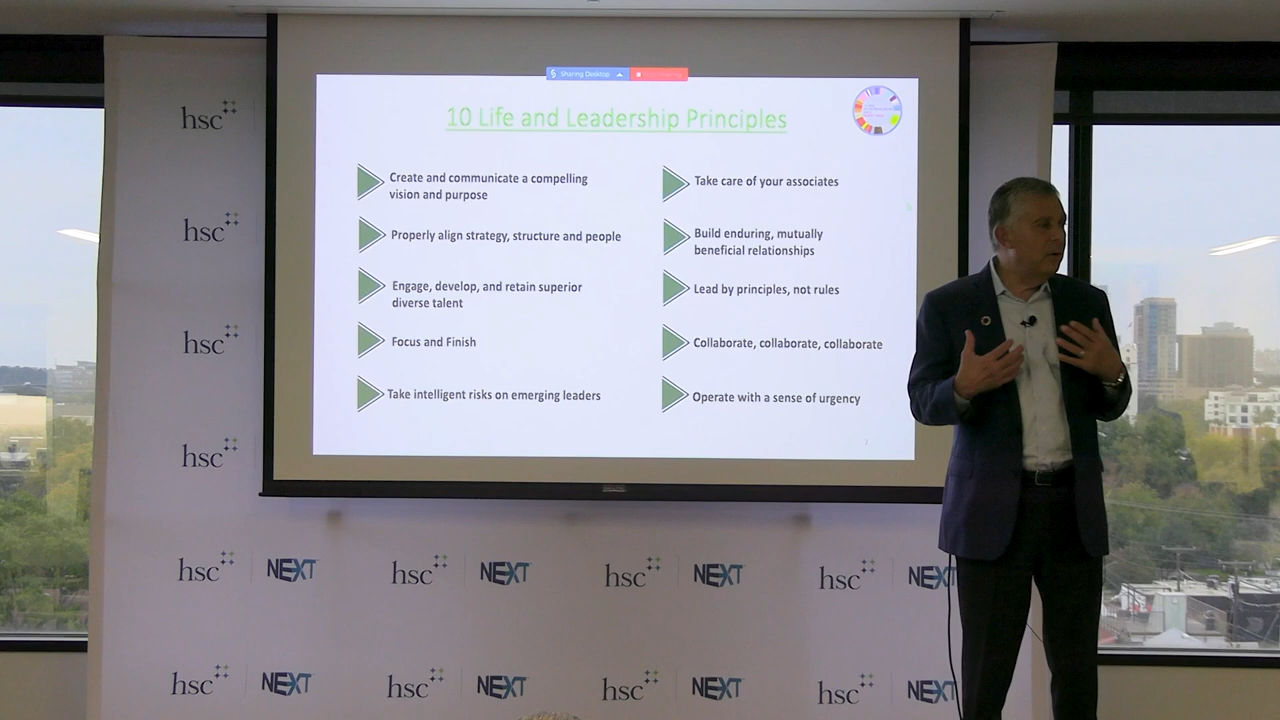 Sharing Desktop
10 Life and Leadership Principles
Create and communicate a compelling
vision and purpose
Properly align strategy, structure and people
Engage, develop, and retain superior
diverse talent
Focus and Finish
Take intelligent risks on emerging leaders
Take care of your associates
Build enduring, mutually
beneficial relationships
Lead by principles, not rules
Collaborate, collaborate, collaborate
Operate with a sense of urgency
7
hsc
hsc
hsc
hsc
hsc NEXT hsc NEXT hsc NEXT hsc NEXT
hsc NEXT hsc NEXT hsc NEXT hsc NEXT